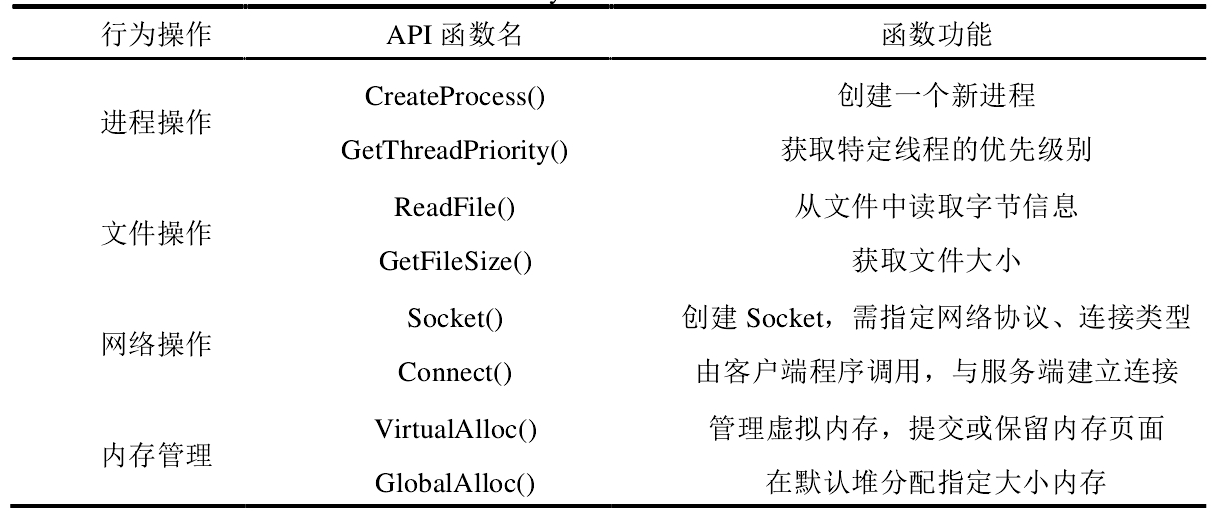 行为操作 API 函数名 函数功能
进程操作
CreateProcess() 创建一个新进程
GetThreadPriority() 获取特定线程的优先级别
文件操作
ReadFile() 从文件中读取字节信息
GetFileSize() 获取文件大小
网络操作
Socket() 创建 Socket，需指定网络协议、连接类型
Connect() 由客户端程序调用，与服务端建立连接
内存管理
VirtualAlloc() 管理虚拟内存，提交或保留内存页面
GlobalAlloc() 在默认堆分配指定大小内存